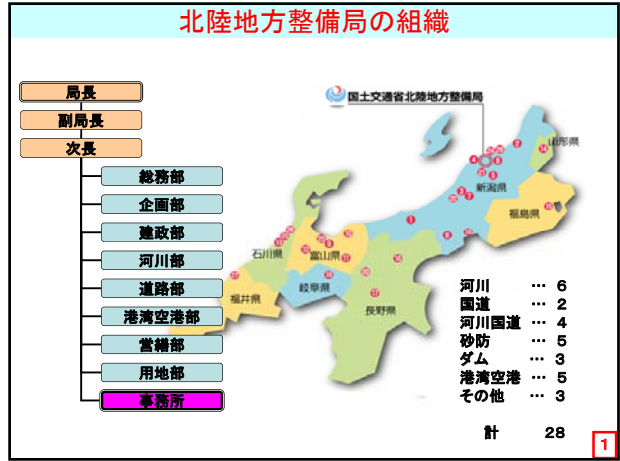 北陸地方整備局の組織
国土交通省北陸地方整備局
局長
副局長
次長
総務部
企画部
建政部
河川部
道路部
港湾空港部
営繕部
用地部
事務所
山形県
新潟県
福島県
石川県
富山県
福井県
岐阜県
長野県
河川 … 6
国道 … 2
河川国道 … 4
砂防 … 5
ダム … 3
港湾空港 … 5
その他 … 3
計 28
1